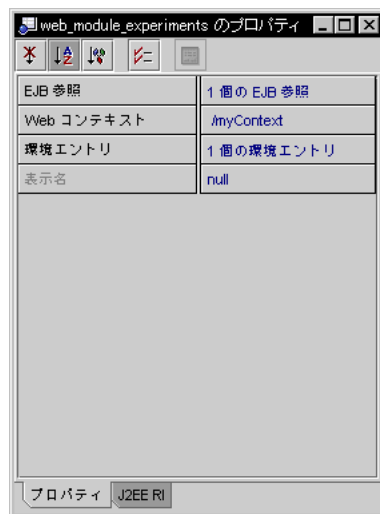 web_module_experiments のプロパティ
EJB 参照 1 個の EJB 参照
Web コンテキスト /myContext
環境エントリ 1 個の環境エントリ
表示名 null
プロパティ J2EE RI